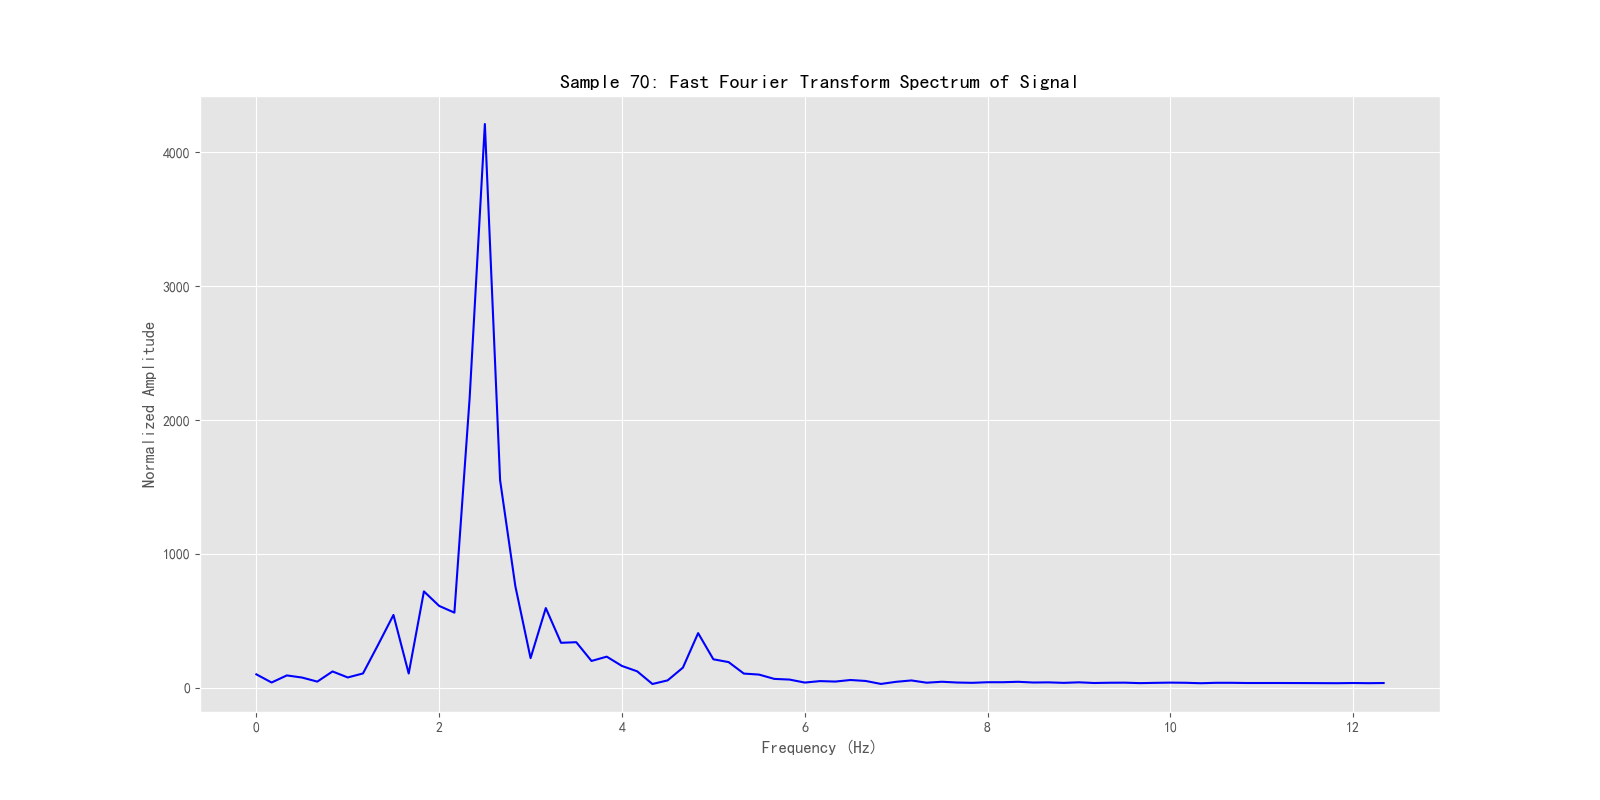 Sample 70: Fast Fourier Transform Spectrum of Signal
Normalized Amplitude
4000
3000
2000
1000
0
0 2 4 6 8 10 12
Frequency (Hz)